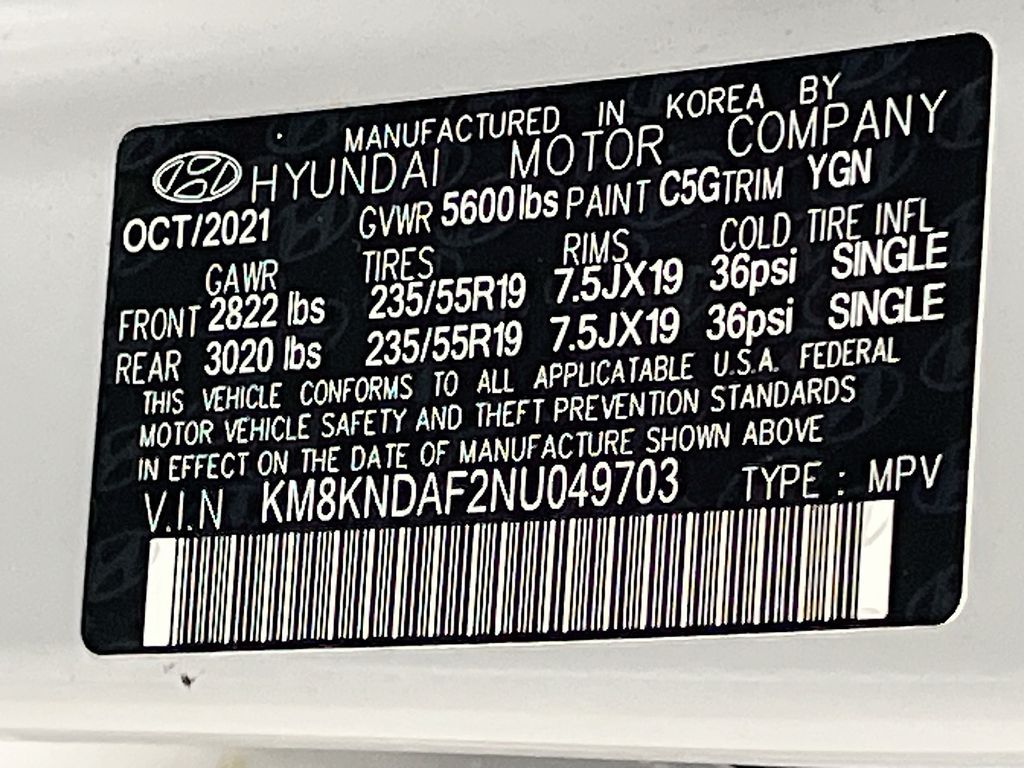 MANUFACTURED IN KOREA BY
HYUNDAI MOTOR COMPANY
OCT/2021 GVWR 5600 lbs PAINT C5G TRIM YGN
GAWR TIRES RIMS COLD TIRE INFL
FRONT 2822 lbs 235/55R19 7.5JX19 36psi SINGLE
REAR 3020 lbs 235/55R19 7.5JX19 36psi SINGLE
THIS VEHICLE CONFORMS TO ALL APPLICATABLE U.S.A. FEDERAL
MOTOR VEHICLE SAFETY AND THEFT PREVENTION STANDARDS
IN EFFECT ON THE DATE OF MANUFACTURE SHOWN ABOVE
V.I.N KM8KNDAF2NU049703 TYPE : MPV